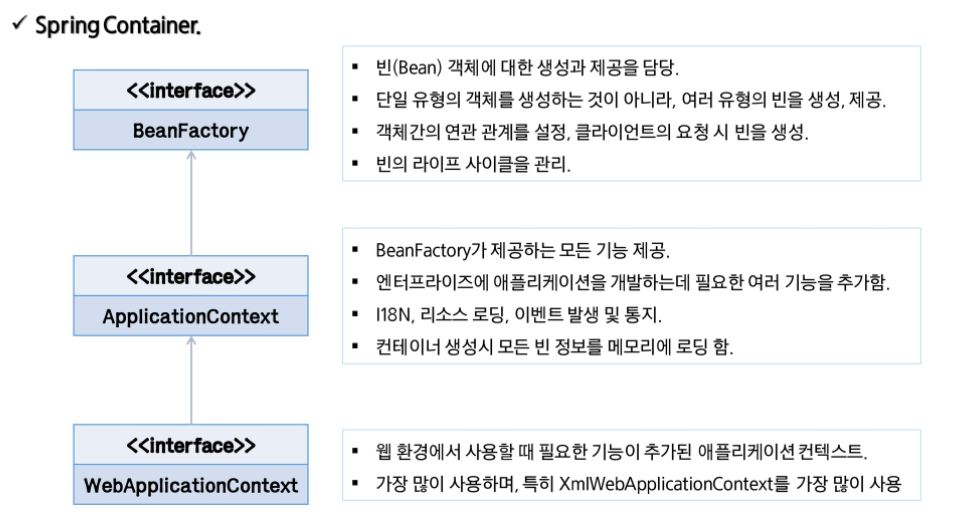 ✓ Spring Container.
<<interface>>
BeanFactory
▪ 빈(Bean) 객체에 대한 생성과 제공을 담당.
▪ 단일 유형의 객체를 생성하는 것이 아니라, 여러 유형의 빈을 생성, 제공.
▪ 객체간의 연관 관계를 설정, 클라이언트의 요청 시 빈을 생성.
▪ 빈의 라이프 사이클을 관리.
<<interface>>
ApplicationContext
▪ BeanFactory가 제공하는 모든 기능 제공.
▪ 엔터프라이즈에 애플리케이션을 개발하는데 필요한 여러 기능을 추가함.
▪ I18N, 리소스 로딩, 이벤트 발생 및 통지.
▪ 컨테이너 생성시 모든 빈 정보를 메모리에 로딩 함.
<<interface>>
WebApplicationContext
▪ 웹 환경에서 사용할 때 필요한 기능이 추가된 애플리케이션 컨텍스트.
▪ 가장 많이 사용하며, 특히 XmlWebApplicationContext를 가장 많이 사용